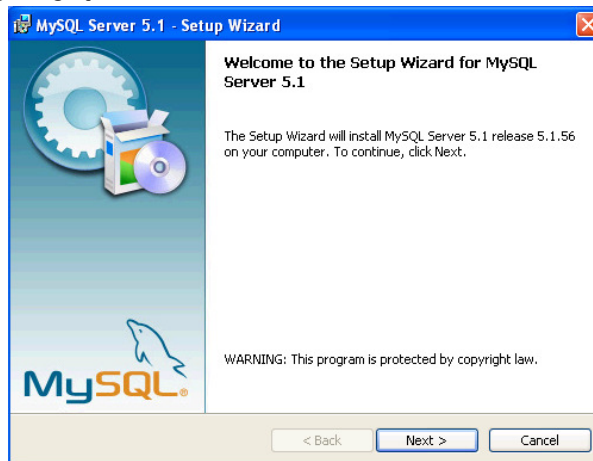 MySQL Server 5.1 - Setup Wizard
Welcome to the Setup Wizard for MySQL
Server 5.1
The Setup Wizard will install MySQL Server 5.1 release 5.1.56
on your computer. To continue, click Next.
WARNING: This program is protected by copyright law.
MySQL®
< Back
Next >
Cancel